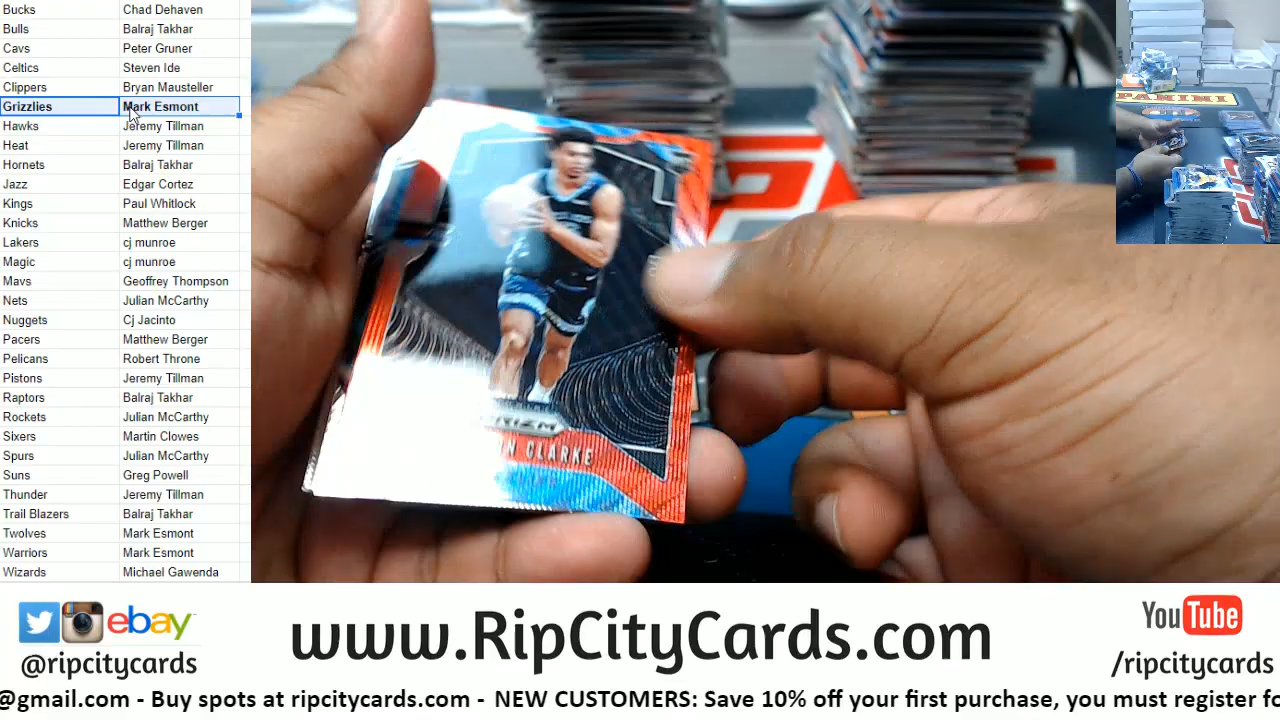 Bucks Chad Dehaven
Bulls Balraj Takhar
Cavs Peter Gruner
Celtics Steven Ide
Clippers Bryan Mausteller
Grizzlies Mark Esmont
Hawks Jeremy Tillman
Heat Jeremy Tillman
Hornets Balraj Takhar
Jazz Edgar Cortez
Kings Paul Whitlock
Knicks Matthew Berger
Lakers cj munroe
Magic cj munroe
Mavs Geoffrey Thompson
Nets Julian McCarthy
Nuggets Cj Jacinto
Pacers Matthew Berger
Pelicans Robert Throne
Pistons Jeremy Tillman
Raptors Balraj Takhar
Rockets Julian McCarthy
Sixers Martin Clowes
Spurs Julian McCarthy
Suns Greg Powell
Thunder Jeremy Tillman
Trail Blazers Balraj Takhar
Twolves Mark Esmont
Warriors Mark Esmont
Wizards Michael Gawenda
PANINI
PRIZM
CLARKE
ebay
@ripcitycards
www.RipCityCards.com
YouTube
/ripcitycards
@gmail.com - Buy spots at ripcitycards.com - NEW CUSTOMERS: Save 10% off your first purchase, you must register fo